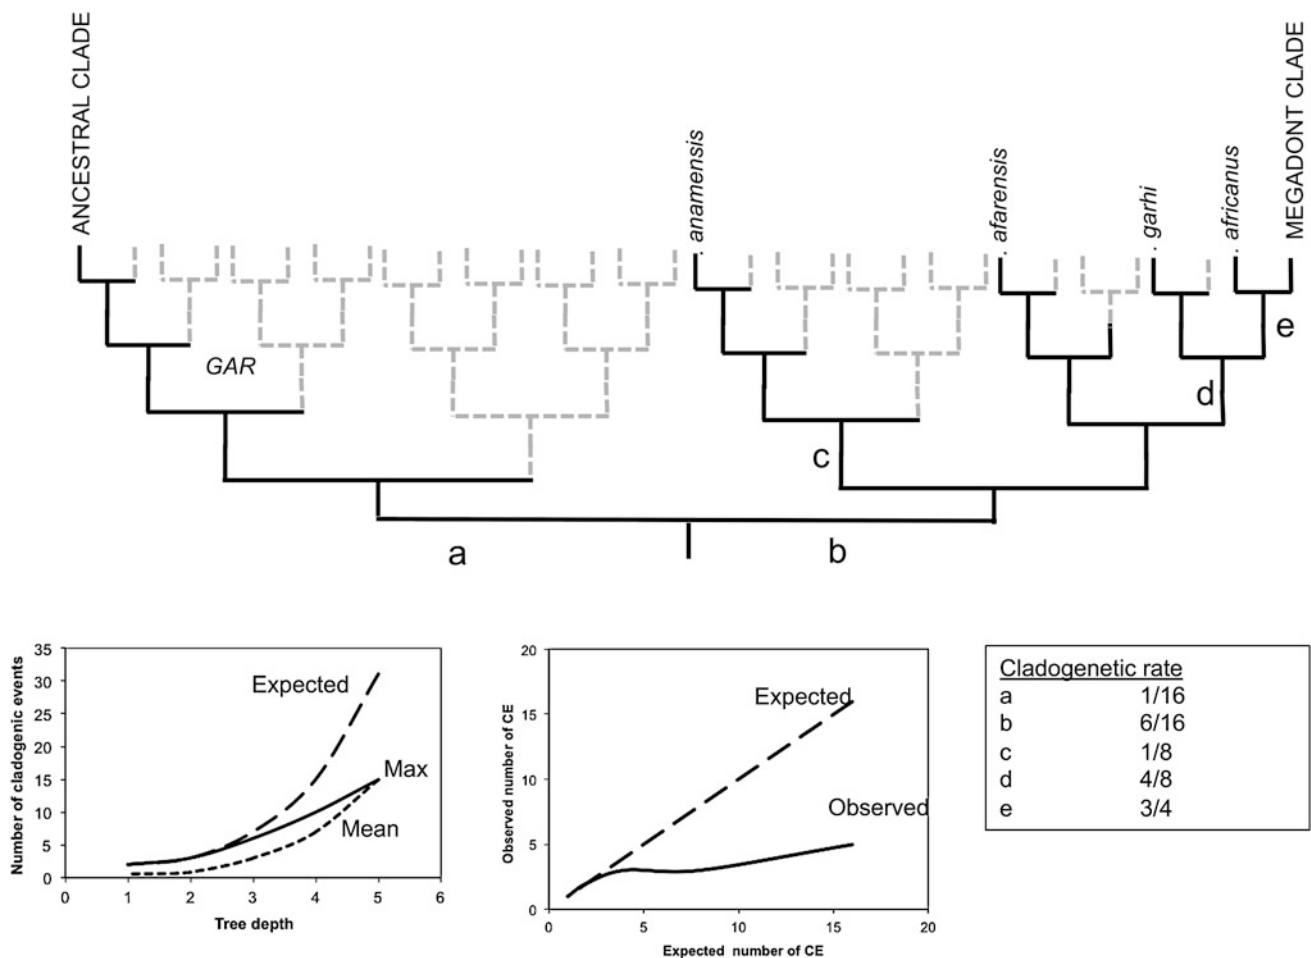 ANCESTRAL CLADE
. anamensis
. afarensis
. garhi
. africanus
MEGADONT CLADE
GAR
e
d
c
a
b
35
30
25
20
15
10
5
0
0
1
2
3
4
5
6
Number of cladogenic events
Tree depth
Expected
Max
Mean
20
15
10
5
0
0
5
10
15
20
Observed number of CE
Expected number of CE
Expected
Observed
Cladogenetic rate
a 1/16
b 6/16
c 1/8
d 4/8
e 3/4